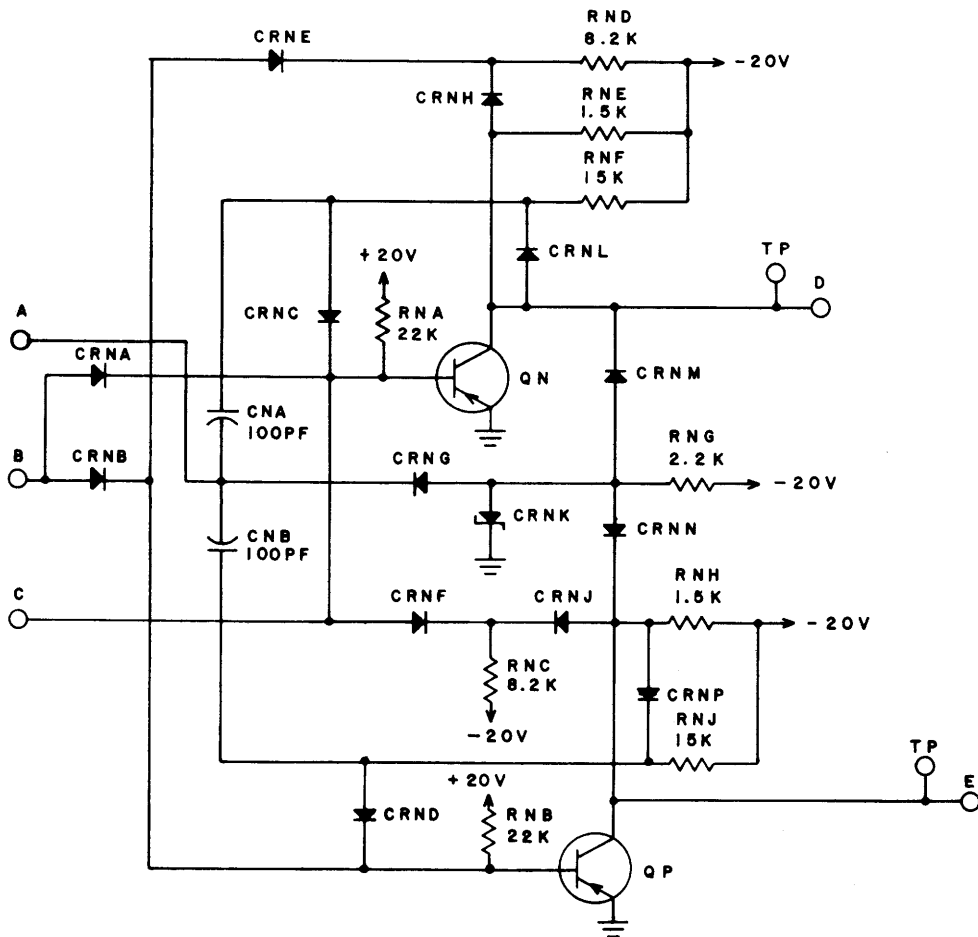 RND
8.2K
CRNE
-20V
CRNH
RNE
1.5K
RNF
15K
+20V
CRNL
TP
D
A
CRNC
RNA
22K
CRNA
QN
CRNM
CNA
100PF
B
CRNB
CRNG
RNG
2.2K
-20V
CRNK
CRNN
CNB
100PF
C
CRNF
CRNJ
RNH
1.5K
-20V
RNC
8.2K
CRNP
RNJ
15K
-20V
TP
E
+20V
CRND
RNB
22K
QP